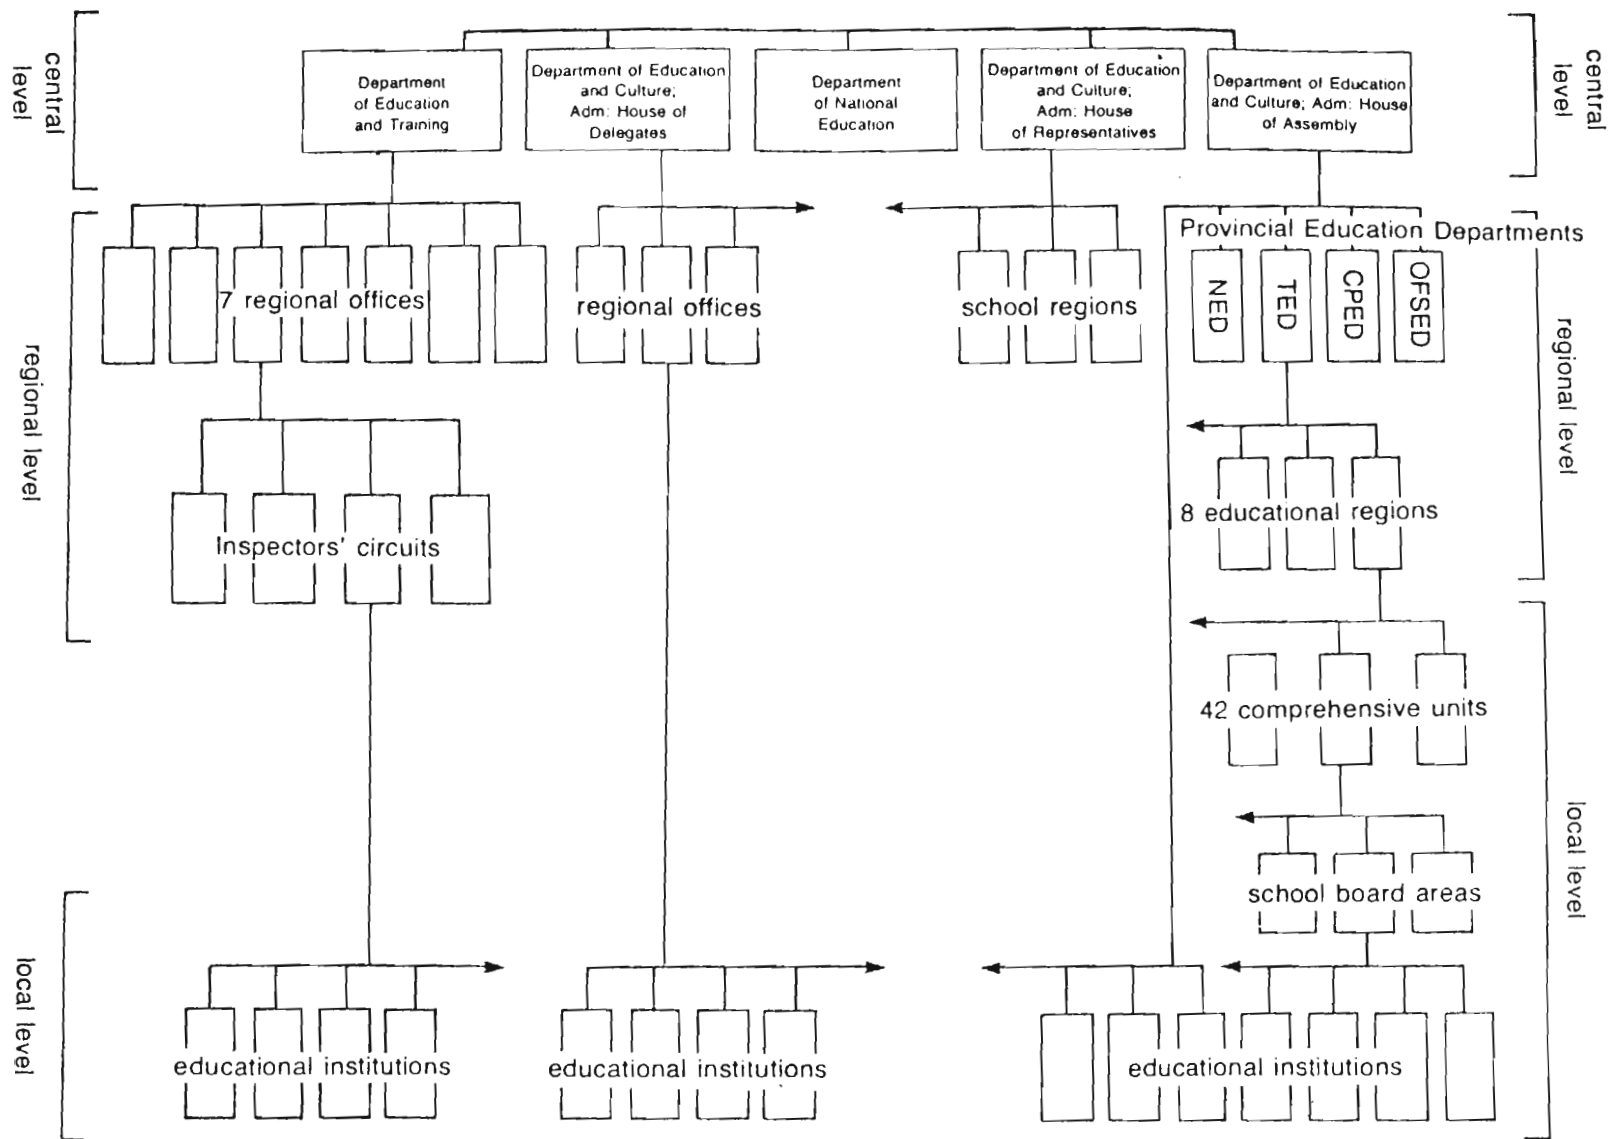 central
level
Department
of Education
and Training
Department of Education
and Culture;
Adm: House of
Delegates
Department
of National
Education
Department of Education
and Culture;
Adm: House
of Representatives
Department of Education
and Culture; Adm: House
of Assembly
central
level
regional level
7 regional offices
regional offices
school regions
Provincial Education Departments
NED
TED
CPED
OFSED
regional level
Inspectors' circuits
8 educational regions
42 comprehensive units
school board areas
local level
local level
educational institutions
educational institutions
educational institutions